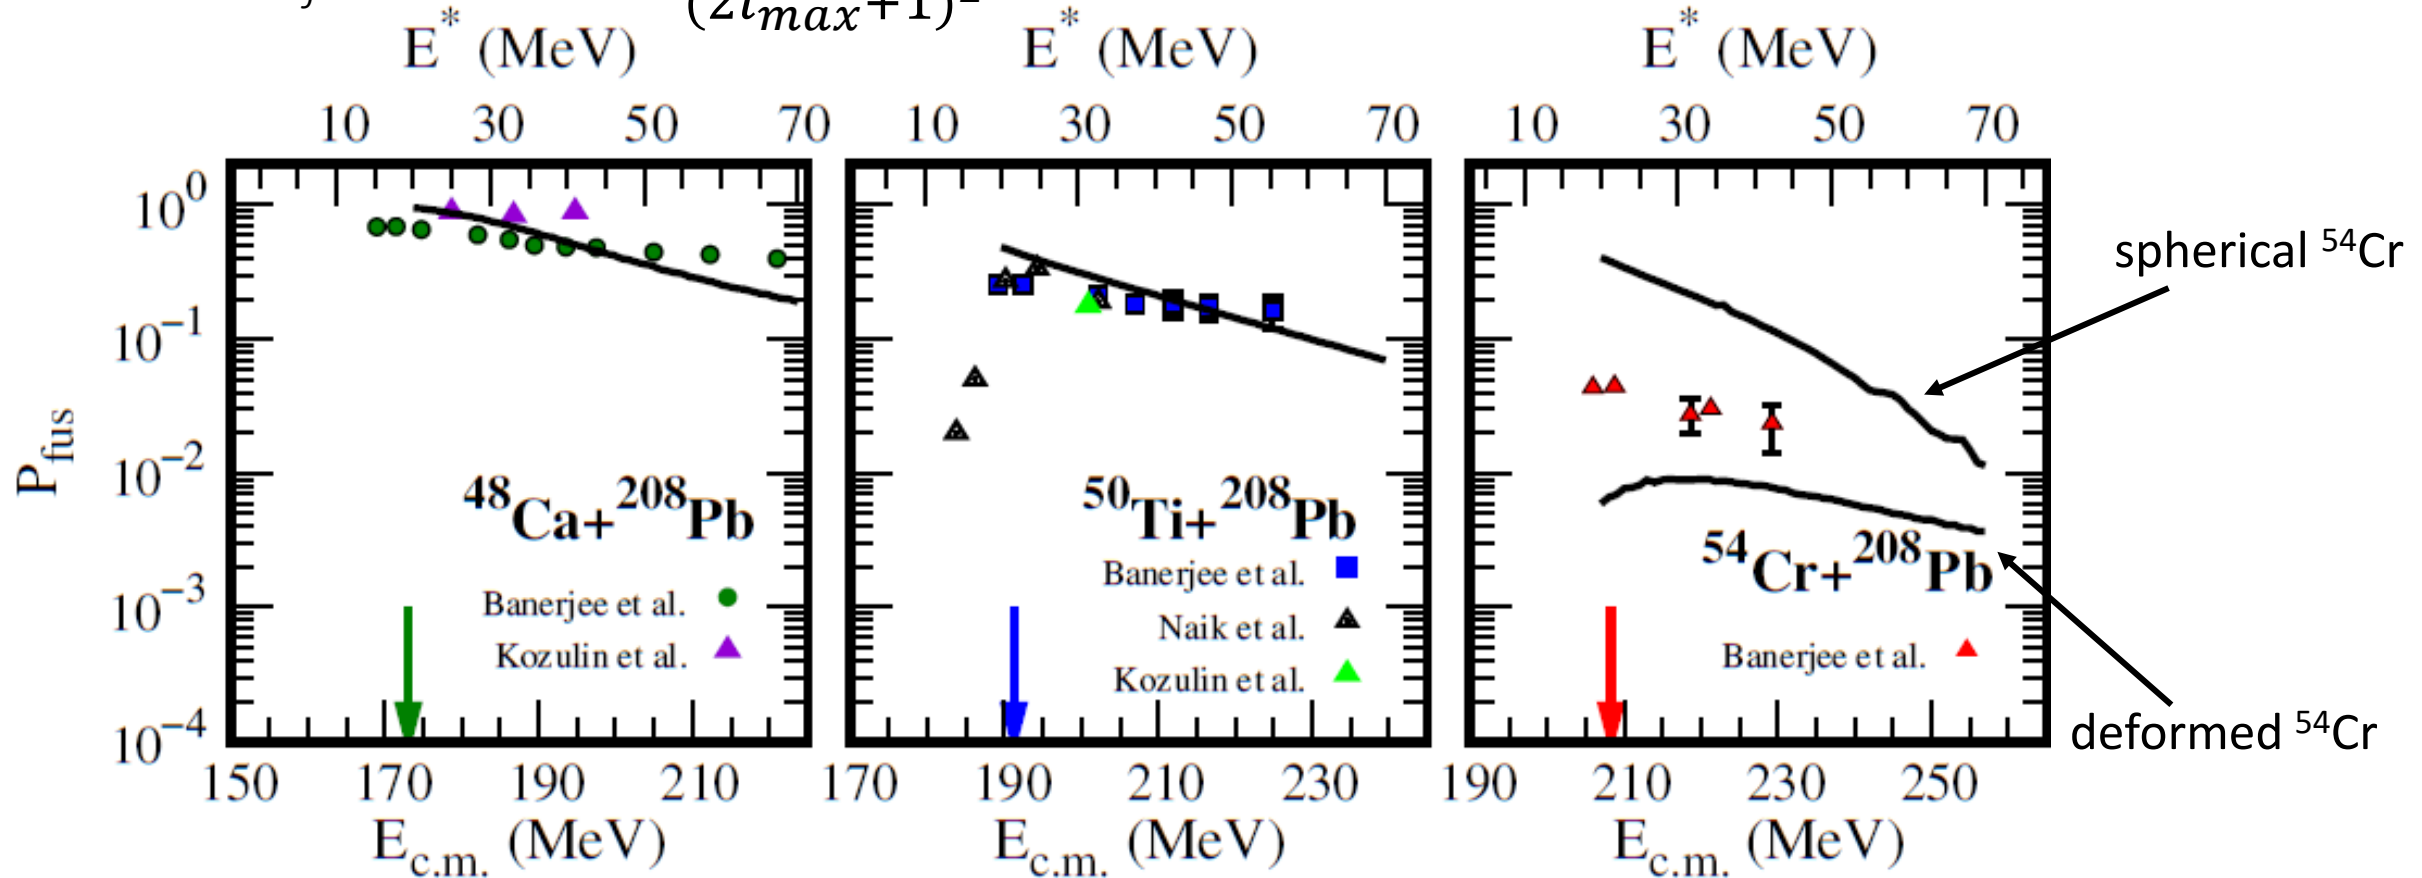 (2l_max+1)
E* (MeV) E* (MeV) E* (MeV)
10 30 50 70 10 30 50 70 10 30 50 70
P_fus
10⁰
10⁻¹
10⁻²
10⁻³
10⁻⁴
spherical ⁵⁴Cr
⁴⁸Ca+²⁰⁸Pb
Banerjee et al.
Kozulin et al.
⁵⁰Ti+²⁰⁸Pb
Banerjee et al.
Naik et al.
Kozulin et al.
⁵⁴Cr+²⁰⁸Pb
Banerjee et al.
deformed ⁵⁴Cr
150 170 190 210 170 190 210 230 190 210 230 250
E_c.m. (MeV) E_c.m. (MeV) E_c.m. (MeV)